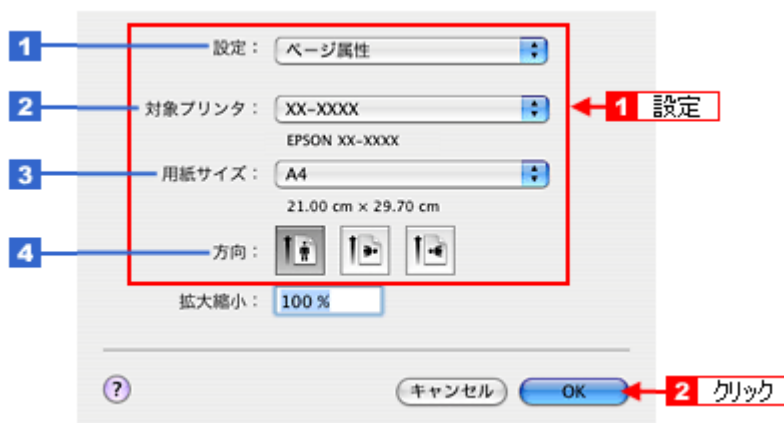 1 設定： ページ属性
2 対象プリンタ： XX-XXXX 1 設定
EPSON XX-XXXX
3 用紙サイズ： A4
21.00 cm × 29.70 cm
4 方向：
拡大縮小： 100 %
? キャンセル OK 2 クリック